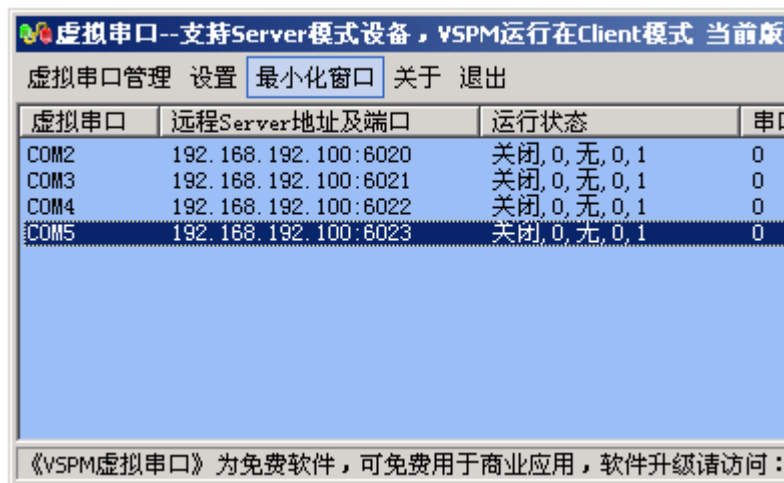 虚拟串口--支持Server模式设备，VSPM运行在Client模式 当前版
虚拟串口管理 设置 最小化窗口 关于 退出
虚拟串口 远程Server地址及端口 运行状态 串口
COM2 192.168.192.100:6020 关闭,0,无,0,1 0
COM3 192.168.192.100:6021 关闭,0,无,0,1 0
COM4 192.168.192.100:6022 关闭,0,无,0,1 0
COM5 192.168.192.100:6023 关闭,0,无,0,1 0
《VSPM虚拟串口》为免费软件，可免费用于商业应用，软件升级请访问：